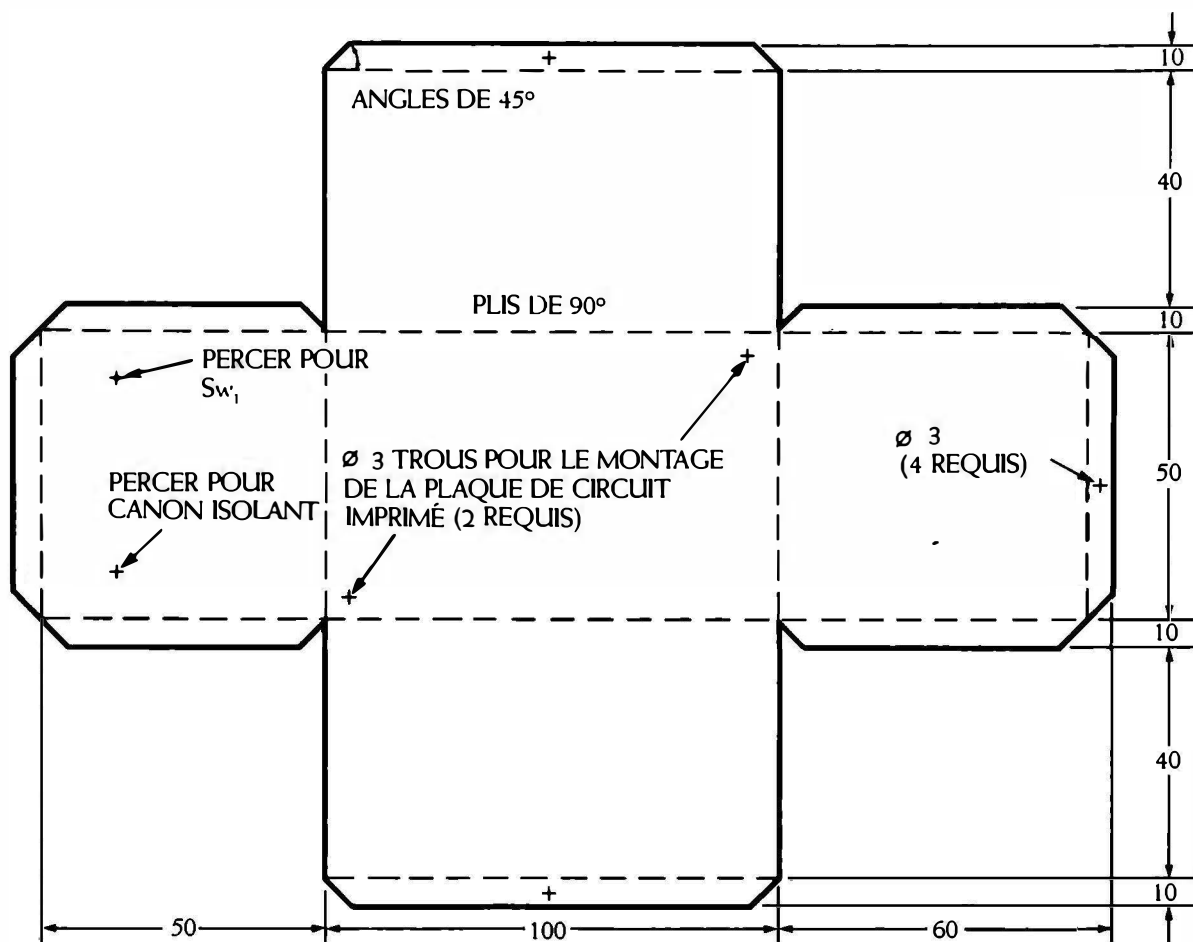 10
ANGLES DE 45°
40
PLIS DE 90°
10
PERCER POUR
Sw₁
Ø 3
(4 REQUIS)
Ø 3 TROUS POUR LE MONTAGE
DE LA PLAQUE DE CIRCUIT
IMPRIMÉ (2 REQUIS)
50
PERCER POUR
CANON ISOLANT
10
40
10
50
100
60